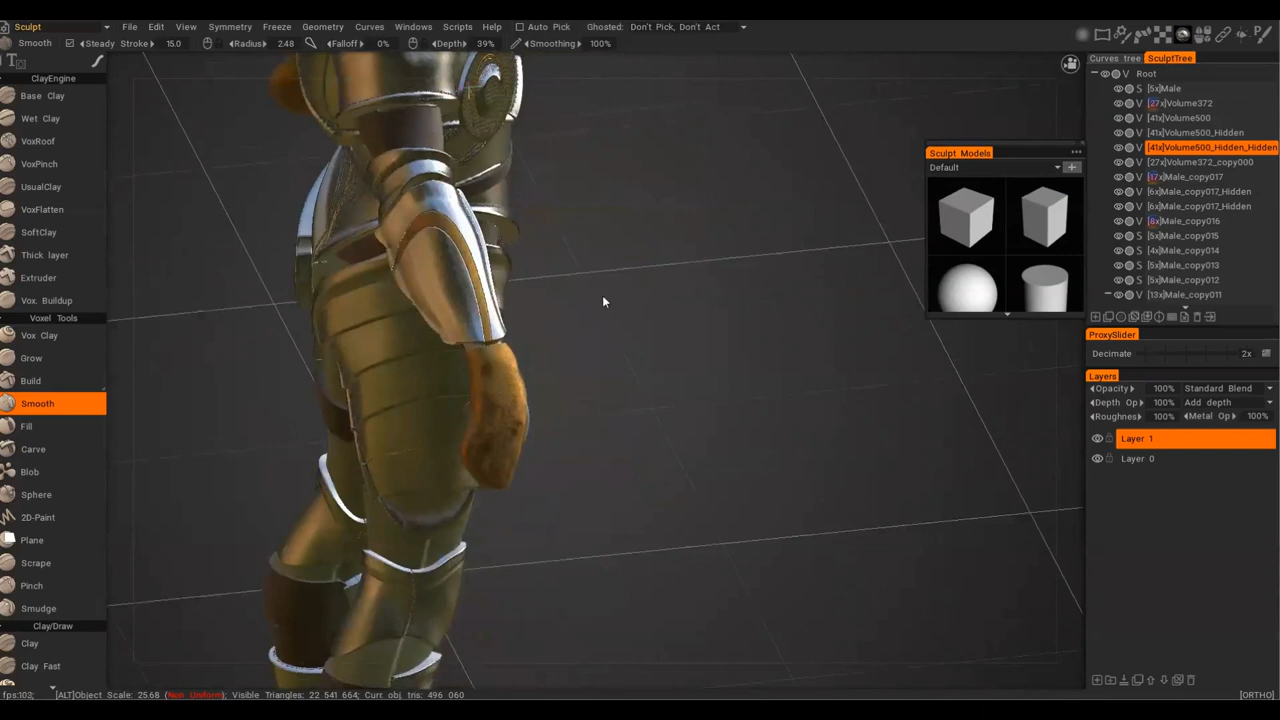 Sculpt File Edit View Symmetry Freeze Geometry Curves Windows Scripts Help Auto Pick Ghosted: Don't Pick, Don't Act
Smooth Steady Stroke 15.0 Radius 2.48 Falloff 0% Depth 39% Smoothing 100%
ClayEngine
Base Clay
Wet Clay
VoxRoof
VoxPinch
UsualClay
VoxFlatten
SoftClay
Thick layer
Extruder
Vox. Buildup
Voxel Tools
Vox Clay
Grow
Build
Smooth
Fill
Carve
Blob
Sphere
2D-Paint
Plane
Scrape
Pinch
Smudge
Clay/Draw
Clay
Clay Fast
Sculpt Models
Default
Curves tree SculptTree
V Root
S [5x]Male
V [27x]Volume372
V [41x]Volume500
V [41x]Volume500_Hidden
V [41x]Volume500_Hidden_Hidden
V [27x]Volume372_copy000
V [17x]Male_copy017
V [6x]Male_copy017_Hidden
V [6x]Male_copy017_Hidden
V [8x]Male_copy016
S [5x]Male_copy015
V [4x]Male_copy014
V [5x]Male_copy013
S [5x]Male_copy012
V [13x]Male_copy011
ProxySlider
Decimate 2x
Layers
Opacity 100% Standard Blend
Depth Op 100% Add depth
Roughnes 100% Metal Op 100%
Layer 1
Layer 0
fps:103; [ALT]Object Scale: 25.68 (Non Uniform); Visible Triangles: 22 541 664; Curr. obj. tris: 496 060 [ORTHO]